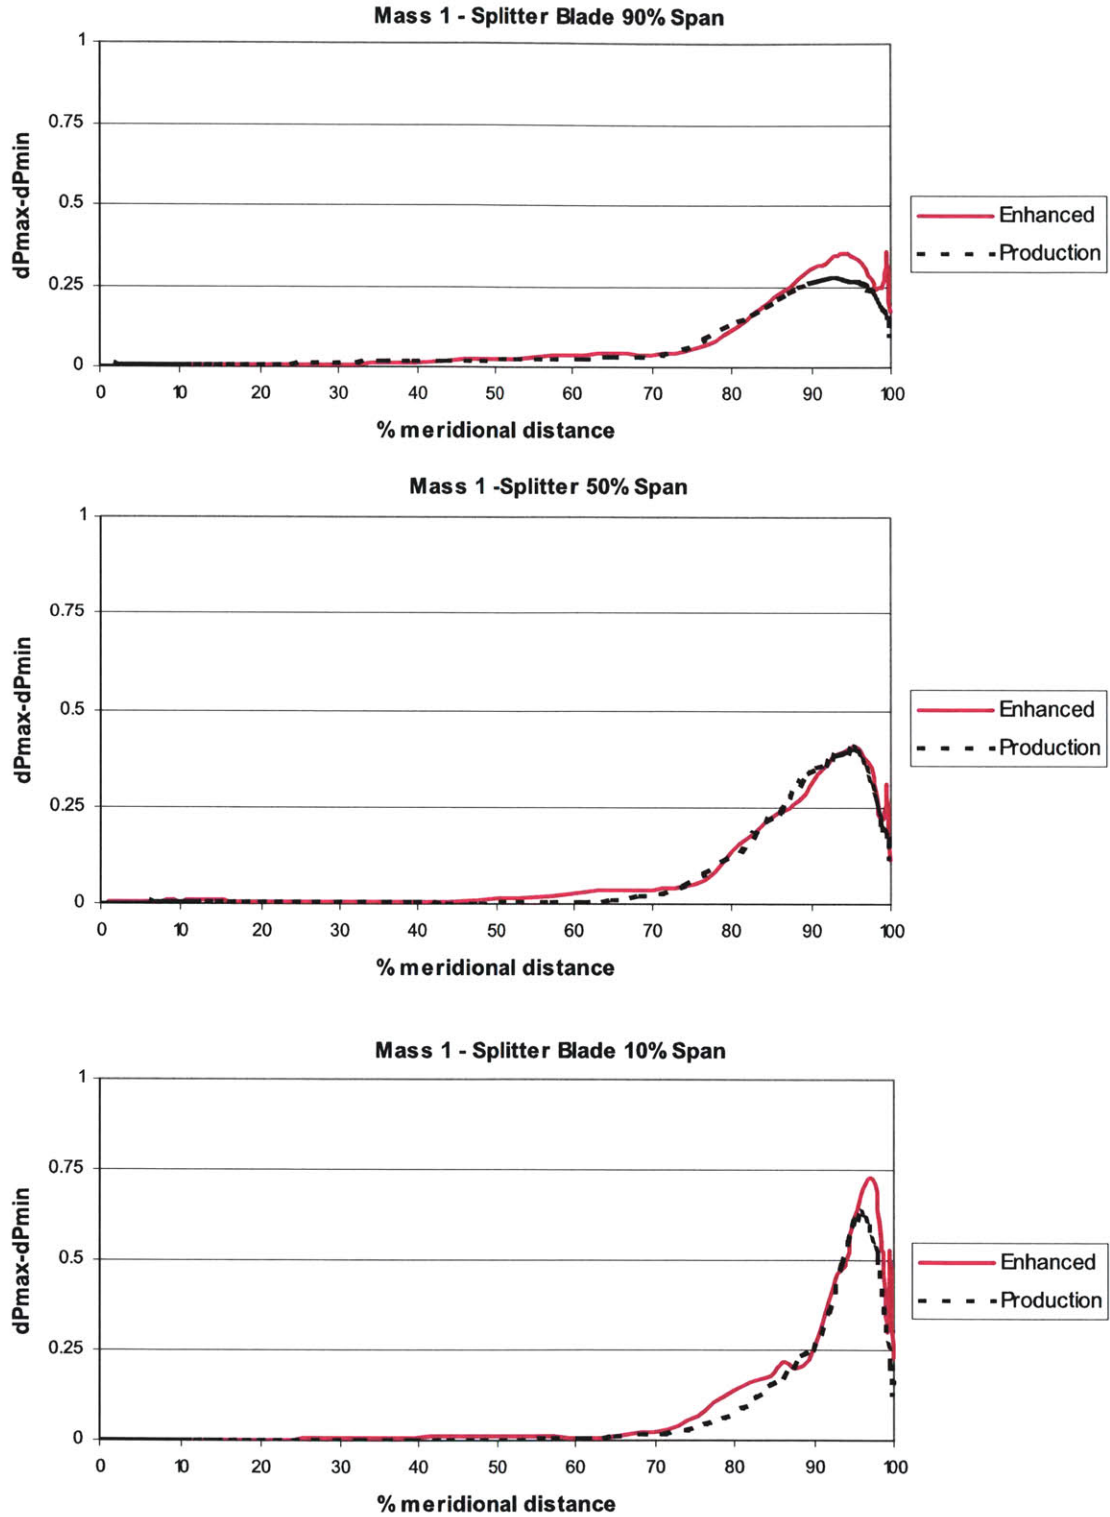 Mass 1 - Splitter Blade 90% Span
1
0.75
0.5
0.25
0
dPmax-dPmin
0 10 20 30 40 50 60 70 80 90 100
% meridional distance
Enhanced
Production
Mass 1 -Splitter 50% Span
1
0.75
0.5
0.25
0
dPmax-dPmin
0 10 20 30 40 50 60 70 80 90 100
% meridional distance
Enhanced
Production
Mass 1 - Splitter Blade 10% Span
1
0.75
0.5
0.25
0
dPmax-dPmin
0 10 20 30 40 50 60 70 80 90 100
% meridional distance
Enhanced
Production